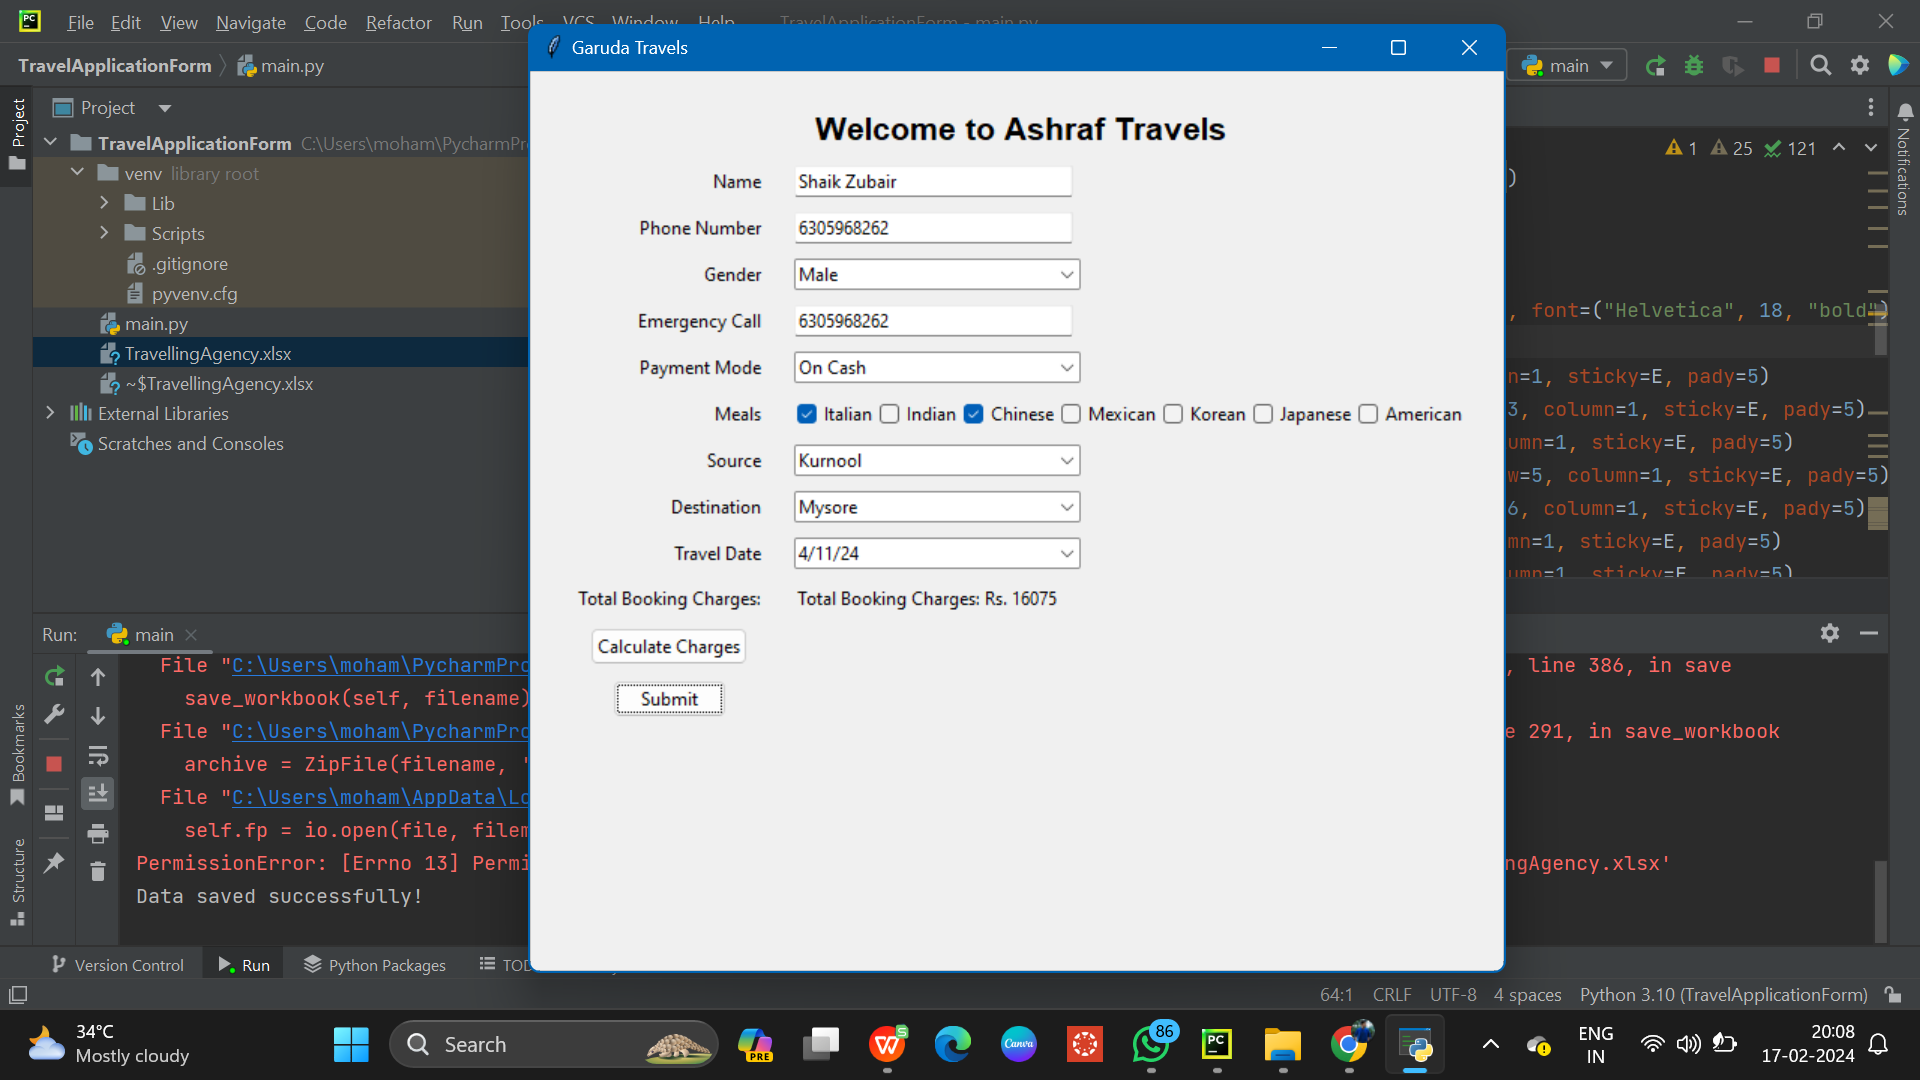 File Edit View Navigate Code Refactor Run Tools VCS Window Help TravelApplicationForm - main.py
TravelApplicationForm main.py
main
Garuda Travels
Project
Project
TravelApplicationForm C:\Users\moham\PycharmPro
venv library root
Lib
Scripts
.gitignore
pyvenv.cfg
main.py
TravellingAgency.xlsx
~$TravellingAgency.xlsx
External Libraries
Scratches and Consoles
Welcome to Ashraf Travels
Name Shaik Zubair
Phone Number 6305968262
Gender Male
Emergency Call 6305968262
Payment Mode On Cash
Meals Italian Indian Chinese Mexican Korean Japanese American
Source Kurnool
Destination Mysore
Travel Date 4/11/24
Total Booking Charges: Total Booking Charges: Rs. 16075
Calculate Charges
Submit
1 25 121
Notifications
)
, font=("Helvetica", 18, "bold")
n=1, sticky=E, pady=5)
3, column=1, sticky=E, pady=5)
umn=1, sticky=E, pady=5)
w=5, column=1, sticky=E, pady=5)
6, column=1, sticky=E, pady=5)
mn=1, sticky=E, pady=5)
umn=1, sticky=E, pady=5)
Run: main
File "C:\Users\moham\PycharmPro , line 386, in save
save_workbook(self, filename)
File "C:\Users\moham\PycharmPro e 291, in save_workbook
archive = ZipFile(filename, '
File "C:\Users\moham\AppData\Lo
self.fp = io.open(file, filem
PermissionError: [Errno 13] Permi ngAgency.xlsx'
Data saved successfully!
Bookmarks
Structure
Version Control Run Python Packages TOD
64:1 CRLF UTF-8 4 spaces Python 3.10 (TravelApplicationForm)
34°C
Mostly cloudy
Search
PRE
Canva
86
PC
ENG
IN
20:08
17-02-2024